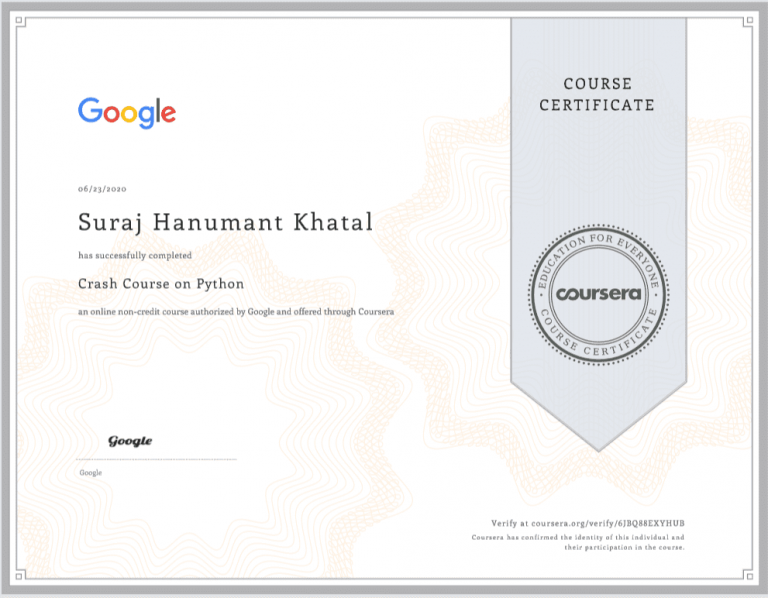 Google
06/23/2020
Suraj Hanumant Khatal
has successfully completed
Crash Course on Python
an online non-credit course authorized by Google and offered through Coursera
Google
Google
COURSE
CERTIFICATE
EDUCATION FOR EVERYONE
coursera
COURSE CERTIFICATE
Verify at coursera.org/verify/6JBQ88EXYHUB
Coursera has confirmed the identity of this individual and
their participation in the course.